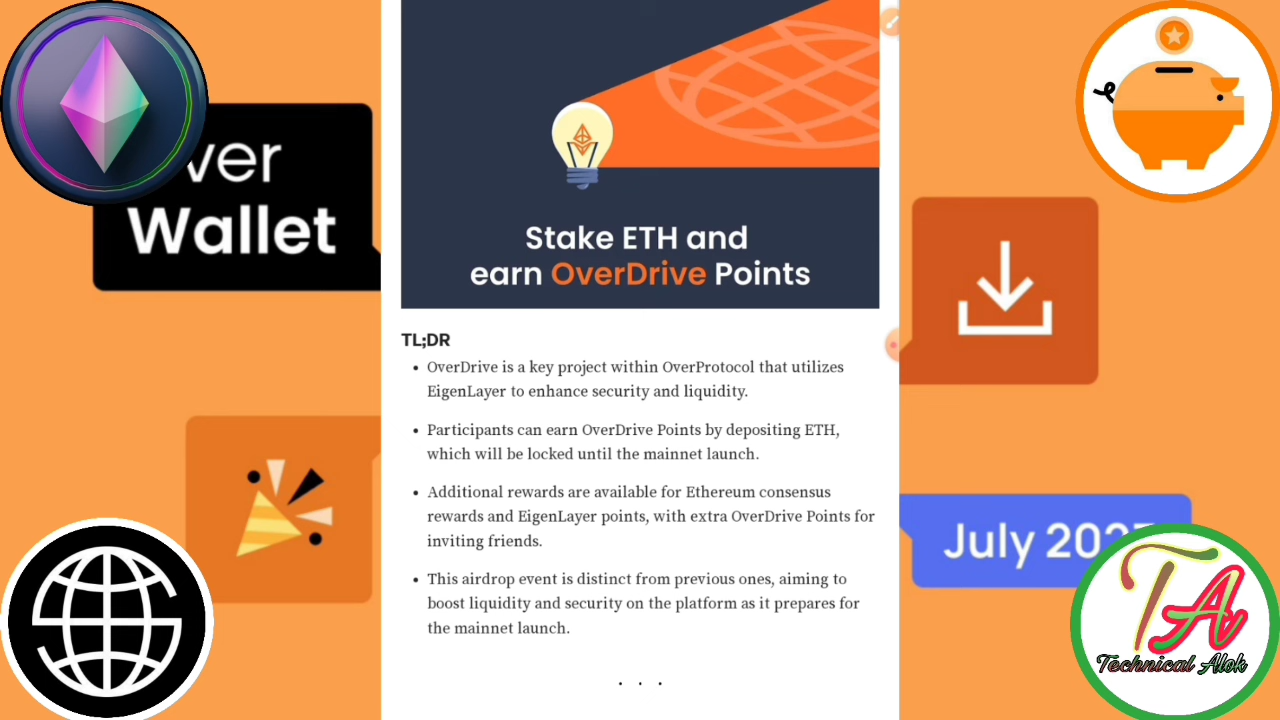 Wallet
Stake ETH and
earn OverDrive Points
TL;DR
• OverDrive is a key project within OverProtocol that utilizes
EigenLayer to enhance security and liquidity.
• Participants can earn OverDrive Points by depositing ETH,
which will be locked until the mainnet launch.
• Additional rewards are available for Ethereum consensus
rewards and EigenLayer points, with extra OverDrive Points for
inviting friends.
• This airdrop event is distinct from previous ones, aiming to
boost liquidity and security on the platform as it prepares for
the mainnet launch.
. . .
July
TA
Technical Alok